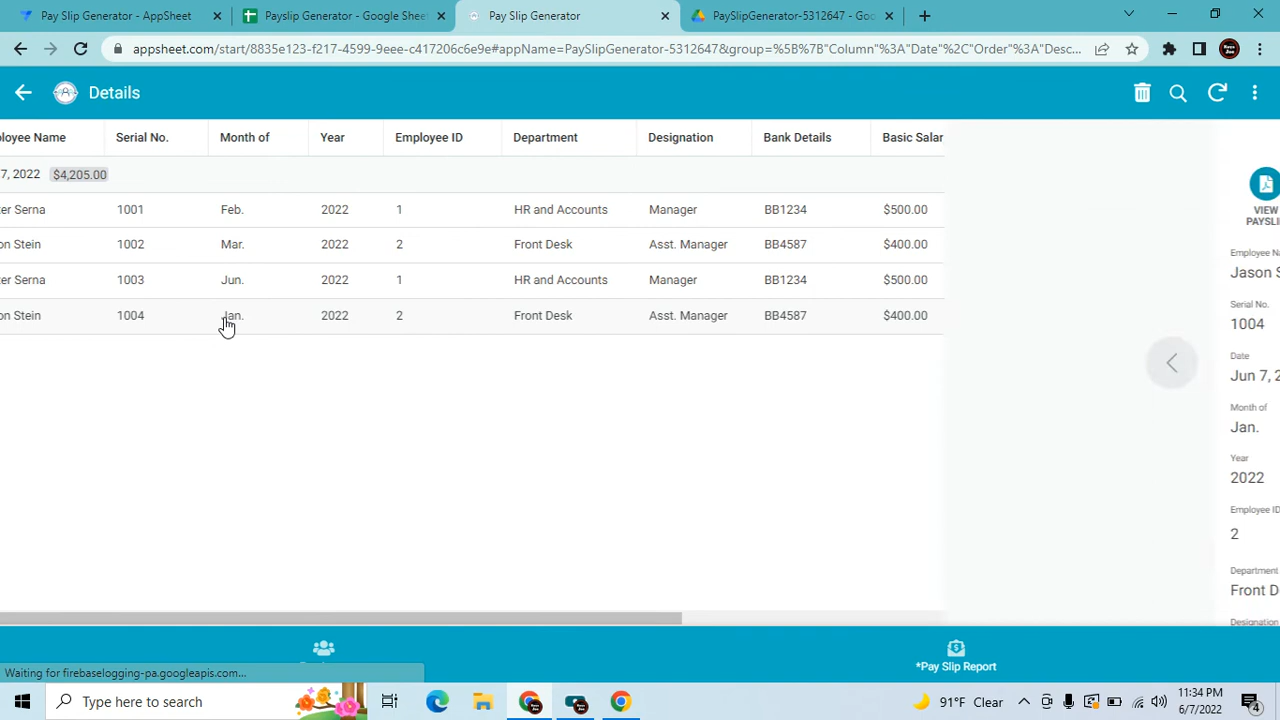 Pay Slip Generator - AppSheet
Payslip Generator - Google Shee
Pay Slip Generator
PaySlipGenerator-5312647 - Goo
appsheet.com/start/8835e123-f217-4599-9eee-c417206c6e9e#appName=PaySlipGenerator-5312647&group=%5B%7B"Column"%3A"Date"%2C"Order"%3A"Desc...
Details
loyee Name Serial No. Month of Year Employee ID Department Designation Bank Details Basic Salar
7, 2022 $4,205.00
er Serna 1001 Feb. 2022 1 HR and Accounts Manager BB1234 $500.00
on Stein 1002 Mar. 2022 2 Front Desk Asst. Manager BB4587 $400.00
er Serna 1003 Jun. 2022 1 HR and Accounts Manager BB1234 $500.00
on Stein 1004 Jan. 2022 2 Front Desk Asst. Manager BB4587 $400.00
VIEW
PAYSLI
Employee Na
Jason S
Serial No.
1004
Date
Jun 7, 2
Month of
Jan.
Year
2022
Employee ID
2
Department
Front D
Designation
*Pay Slip Report
Waiting for firebaselogging-pa.googleapis.com...
Type here to search
91°F Clear
11:34 PM
6/7/2022
4